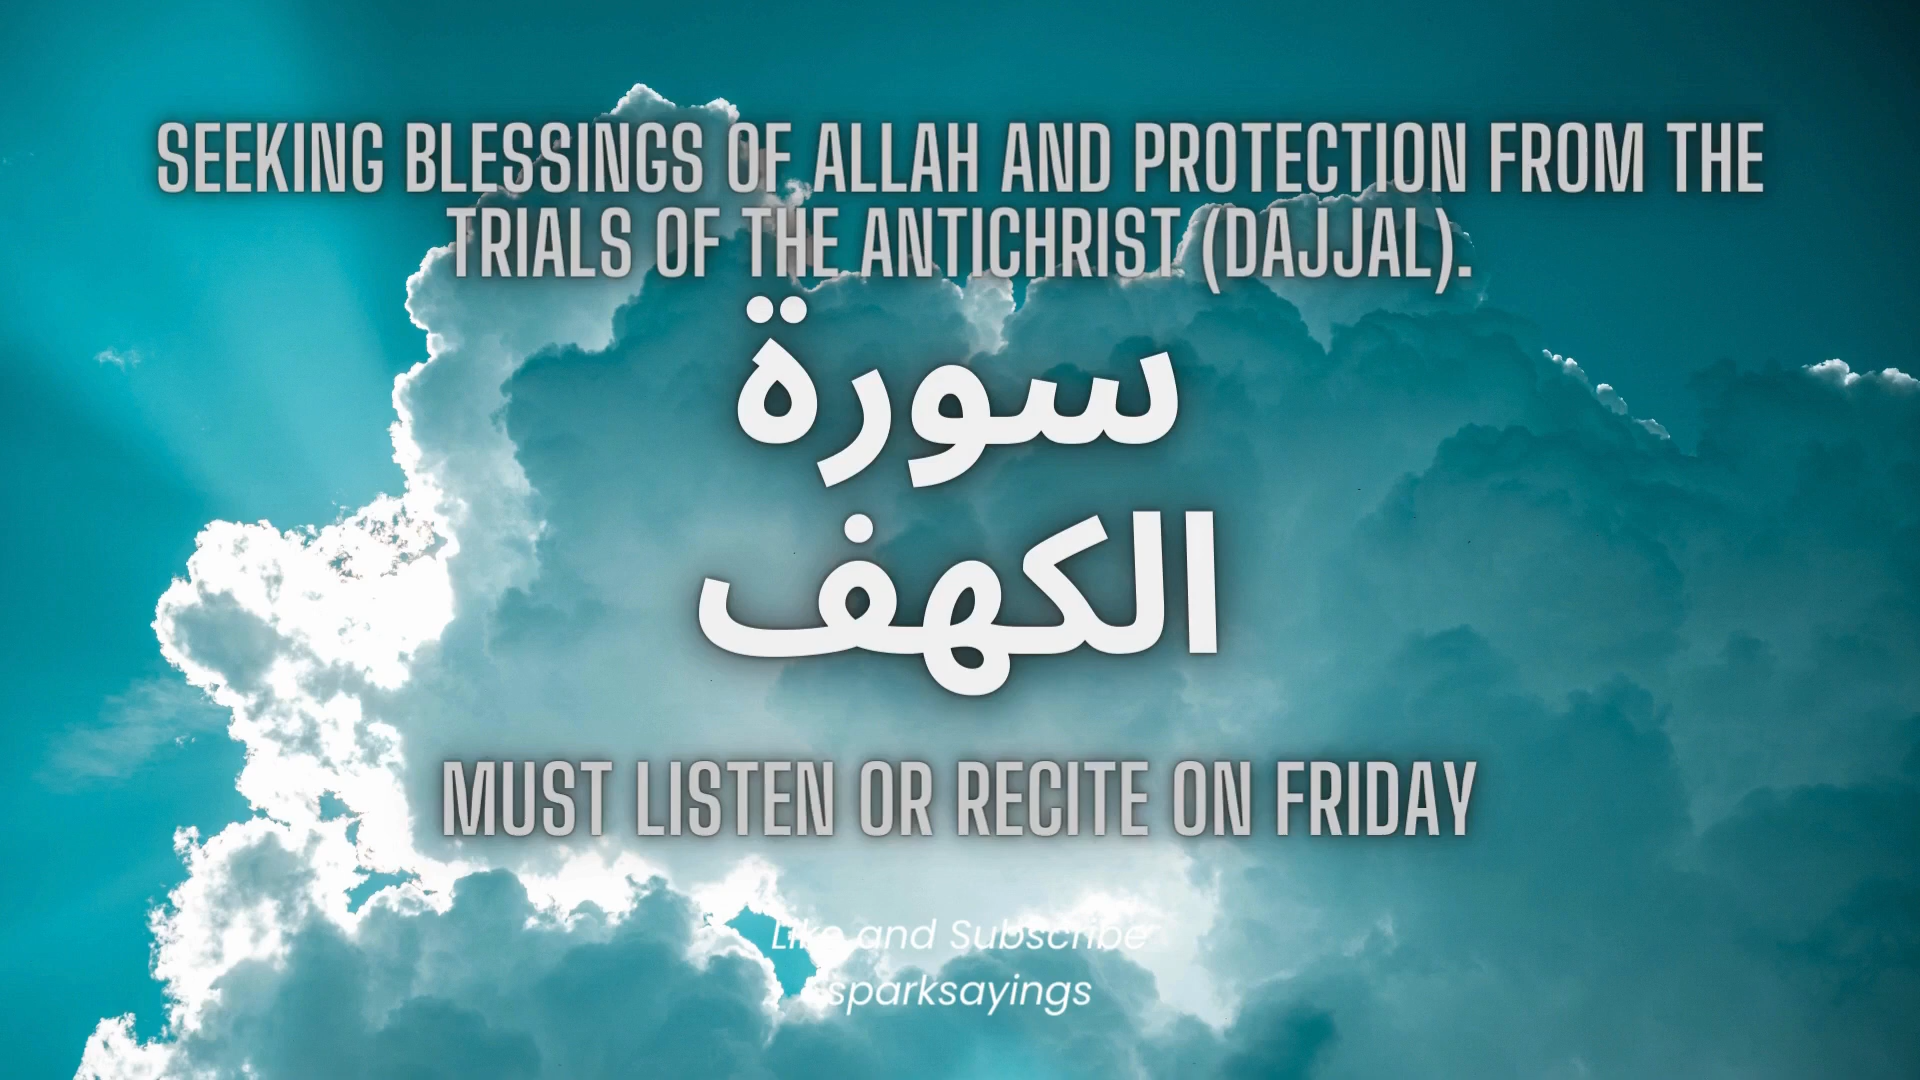 SEEKING BLESSINGS OF ALLAH AND PROTECTION FROM THE
TRIALS OF THE ANTICHRIST (DAJJAL).
سورة
الكهف
MUST LISTEN OR RECITE ON FRIDAY
Like and Subscribe
sparksayings